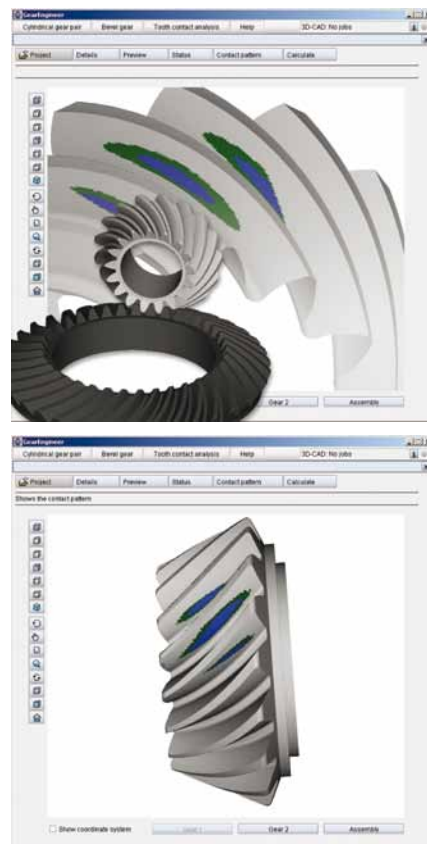 GearEngineer
Cylindrical gear pair Bevel gear Tooth contact analysis Help 3D-CAD: No jobs
Project Details Preview Status Contact pattern Calculate
Gear 2 Assembly
GearEngineer
Cylindrical gear pair Bevel gear Tooth contact analysis Help 3D-CAD: No jobs
Project Details Preview Status Contact pattern Calculate
Shows the contact pattern
Show coordinate system Gear 2 Assembly